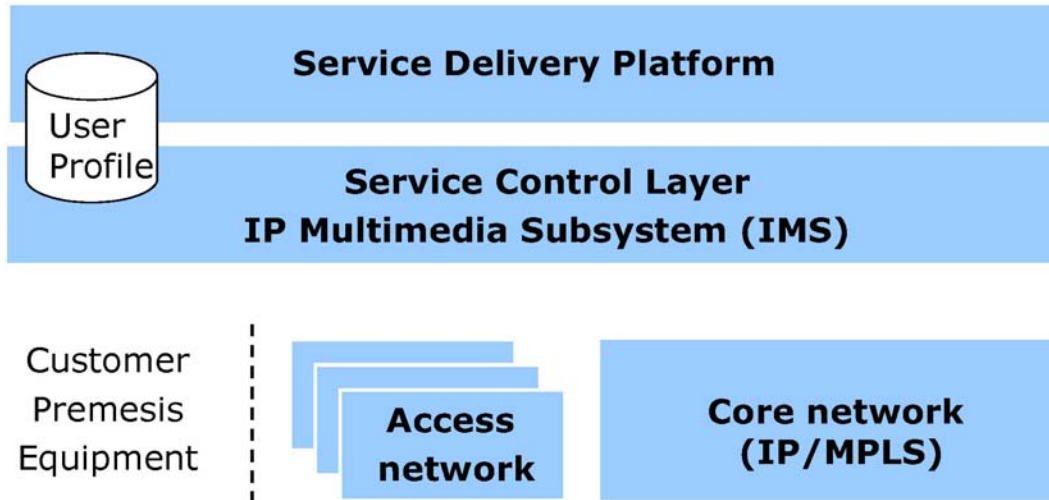 Service Delivery Platform
User
Profile
Service Control Layer
IP Multimedia Subsystem (IMS)
Customer
Premesis
Equipment
Access
network
Core network
(IP/MPLS)